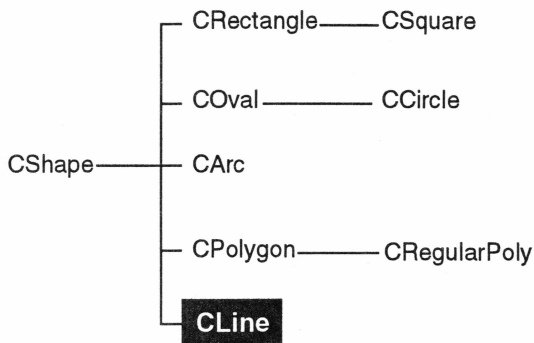 CRectangle CSquare
COval CCircle
CShape CArc
CPolygon CRegularPoly
CLine